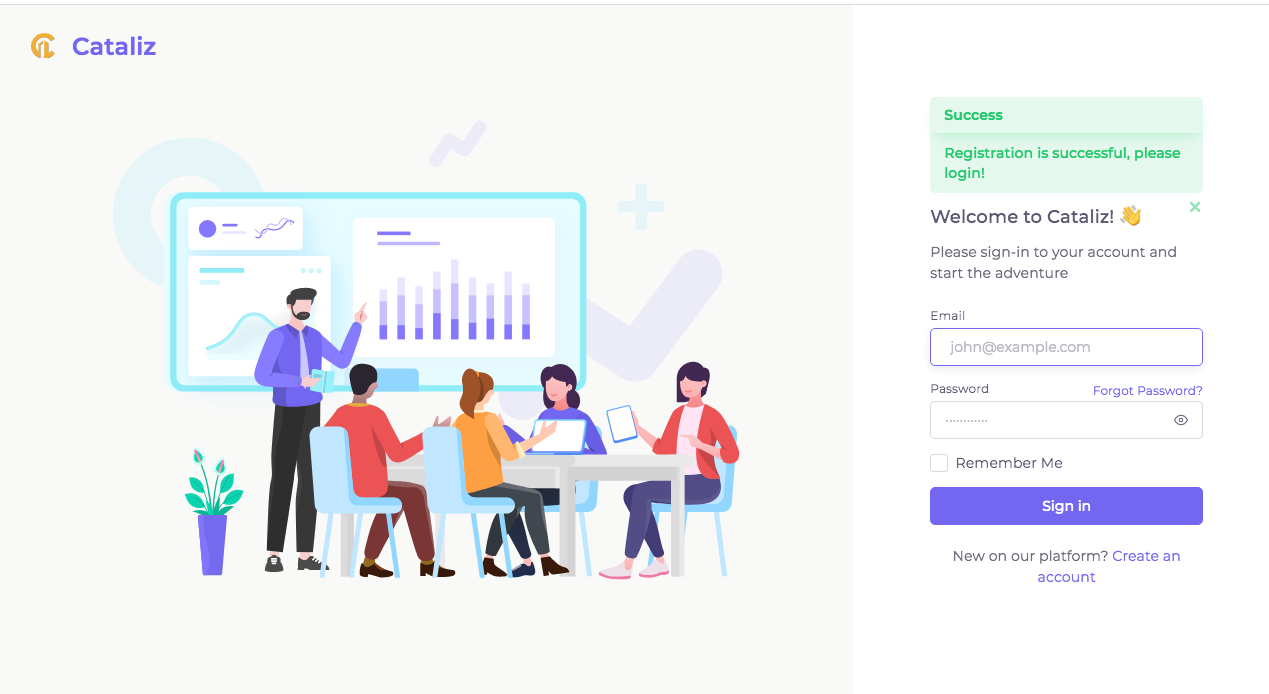 Cataliz
Success
Registration is successful, please
login!
Welcome to Cataliz! 👋
Please sign-in to your account and
start the adventure
Email
john@example.com
Password
Forgot Password?
············
Remember Me
Sign in
New on our platform? Create an
account